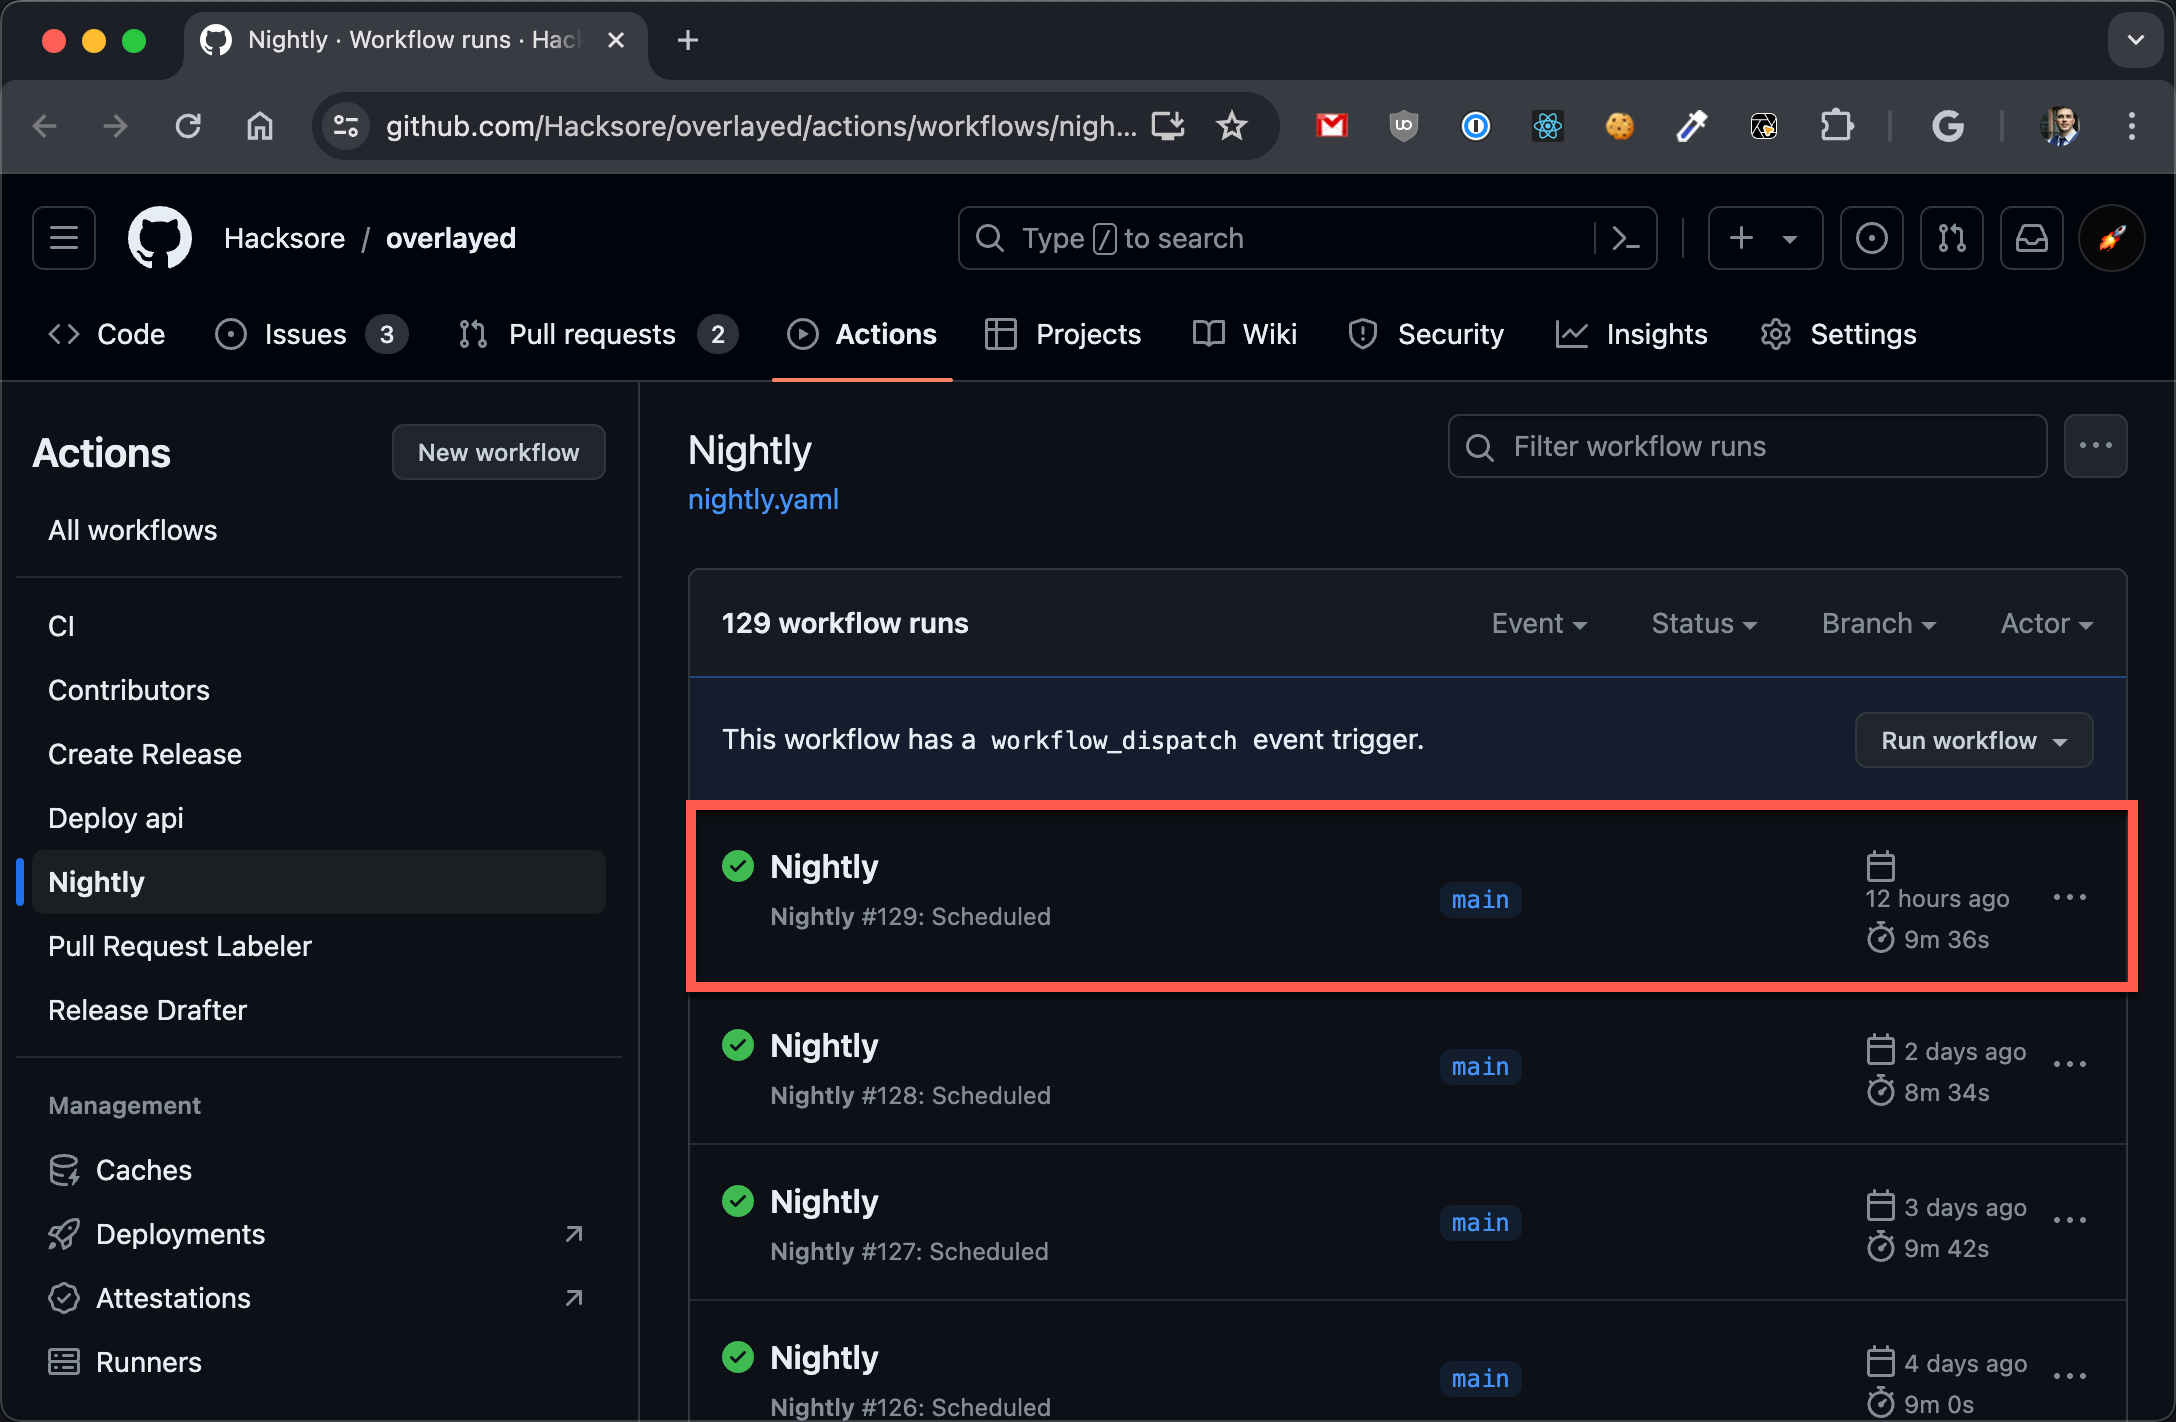 Nightly · Workflow runs · Hac
github.com/Hacksore/overlayed/actions/workflows/nigh...
Hacksore / overlayed
Type / to search
Code
Issues 3
Pull requests 2
Actions
Projects
Wiki
Security
Insights
Settings
Actions
New workflow
All workflows
CI
Contributors
Create Release
Deploy api
Nightly
Pull Request Labeler
Release Drafter
Management
Caches
Deployments
Attestations
Runners
Nightly
nightly.yaml
Filter workflow runs
129 workflow runs
Event
Status
Branch
Actor
This workflow has a workflow_dispatch event trigger.
Run workflow
Nightly
Nightly #129: Scheduled
main
12 hours ago
9m 36s
Nightly
Nightly #128: Scheduled
main
2 days ago
8m 34s
Nightly
Nightly #127: Scheduled
main
3 days ago
9m 42s
Nightly
Nightly #126: Scheduled
main
4 days ago
9m 0s